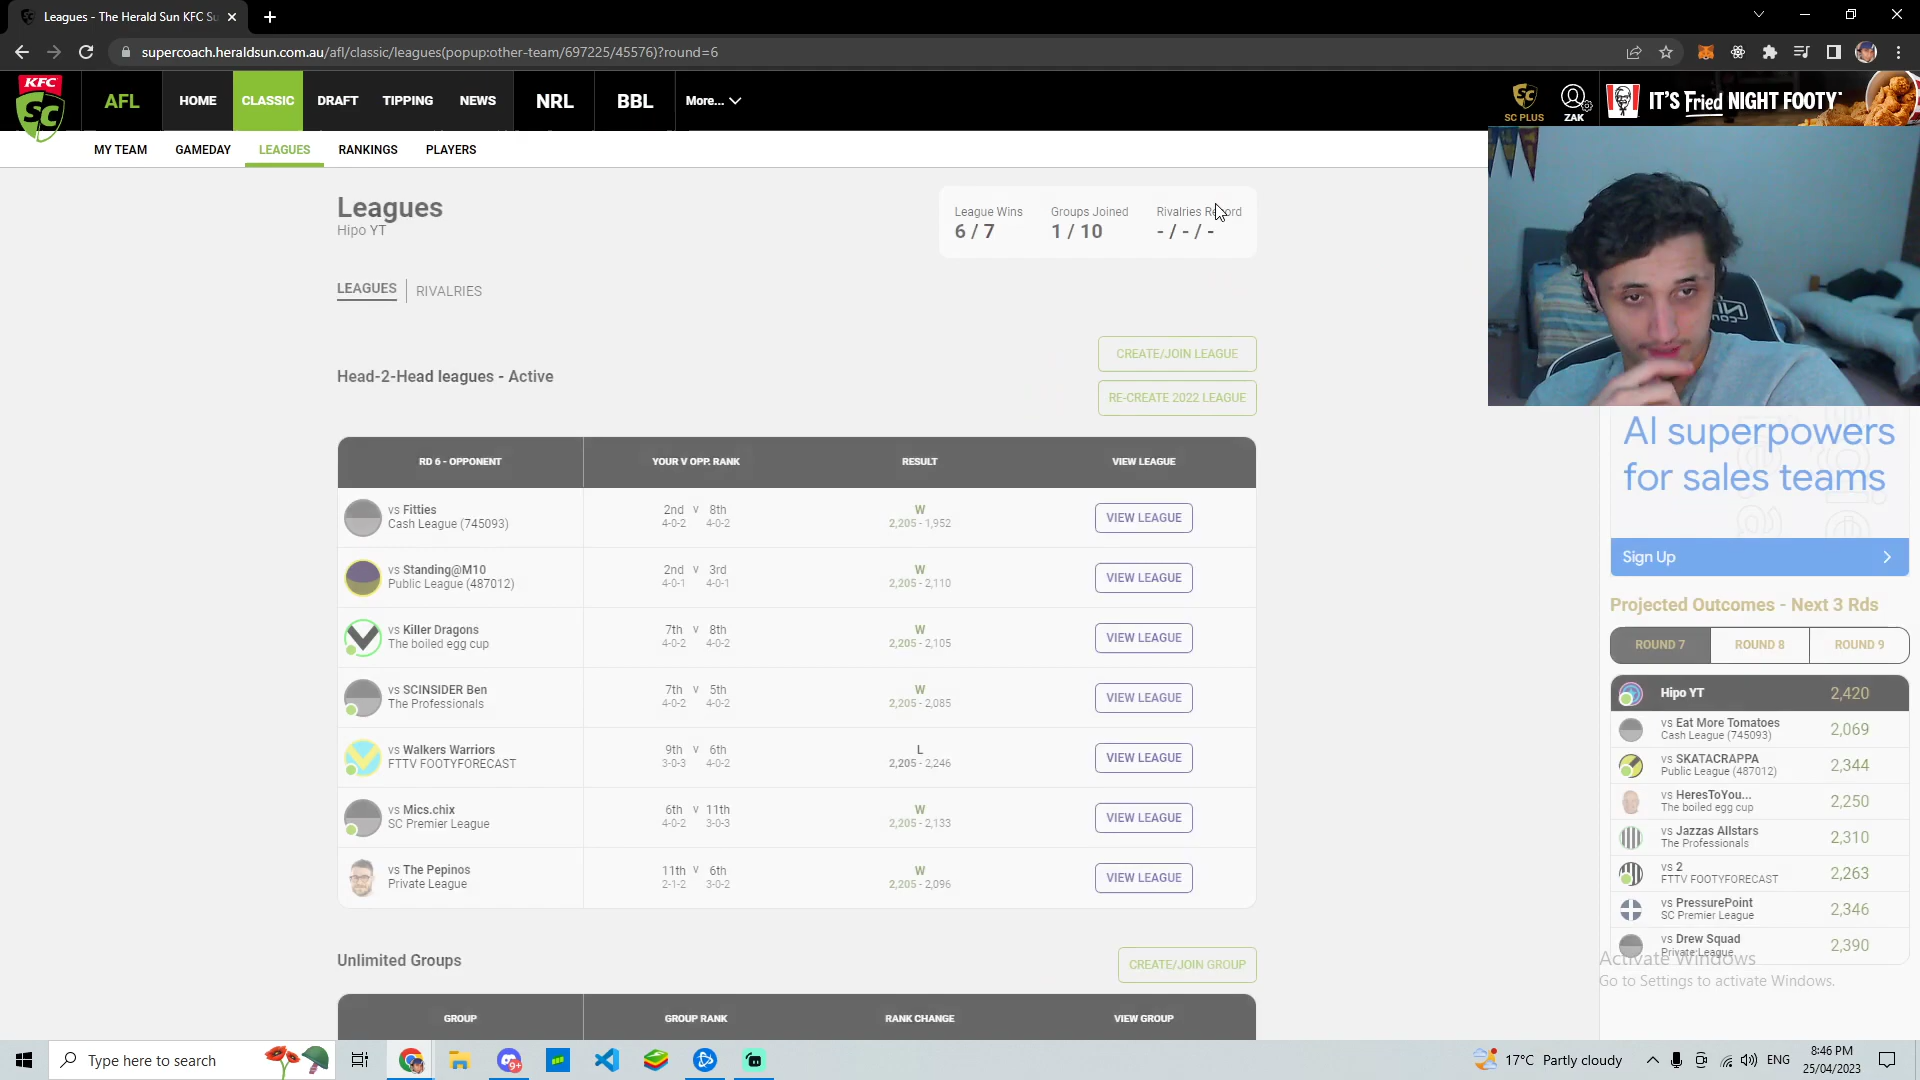 Leagues - The Herald Sun KFC Su
supercoach.heraldsun.com.au/afl/classic/leagues(popup:other-team/697225/45576)?round=6
KFC
SC
AFL
HOME
CLASSIC
DRAFT
TIPPING
NEWS
NRL
BBL
More...
SC PLUS
ZAK
IT'S Fried NIGHT FOOTY
MY TEAM
GAMEDAY
LEAGUES
RANKINGS
PLAYERS
Leagues
Hipo YT
League Wins
6 / 7
Groups Joined
1 / 10
Rivalries Record
- / - / -
LEAGUES
RIVALRIES
Head-2-Head leagues - Active
CREATE/JOIN LEAGUE
RE-CREATE 2022 LEAGUE
RD 6 - OPPONENT
YOUR V OPP. RANK
RESULT
VIEW LEAGUE
vs Fitties
Cash League (745093)
2nd v 8th
4-0-2 4-0-2
W
2,205 - 1,952
VIEW LEAGUE
vs Standing@M10
Public League (487012)
2nd v 3rd
4-0-1 4-0-1
W
2,205 - 2,110
VIEW LEAGUE
vs Killer Dragons
The boiled egg cup
7th v 8th
4-0-2 4-0-2
W
2,205 - 2,105
VIEW LEAGUE
vs SCINSIDER Ben
The Professionals
7th v 5th
4-0-2 4-0-2
W
2,205 - 2,085
VIEW LEAGUE
vs Walkers Warriors
FTTV FOOTYFORECAST
9th v 6th
3-0-3 4-0-2
L
2,205 - 2,246
VIEW LEAGUE
vs Mics.chix
SC Premier League
6th v 11th
4-0-2 3-0-3
W
2,205 - 2,133
VIEW LEAGUE
vs The Pepinos
Private League
11th v 6th
2-1-2 3-0-2
W
2,205 - 2,096
VIEW LEAGUE
Unlimited Groups
CREATE/JOIN GROUP
GROUP
GROUP RANK
RANK CHANGE
VIEW GROUP
AI superpowers
for sales teams
Sign Up
Projected Outcomes - Next 3 Rds
ROUND 7
ROUND 8
ROUND 9
Hipo YT
2,420
vs Eat More Tomatoes
Cash League (745093)
2,069
vs SKATACRAPPA
Public League (487012)
2,344
vs HeresToYou...
The boiled egg cup
2,250
vs Jazzas Allstars
The Professionals
2,310
vs 2
FTTV FOOTYFORECAST
2,263
vs PressurePoint
SC Premier League
2,346
vs Drew Squad
Private League
2,390
Activate Windows
Go to Settings to activate Windows.
Type here to search
9+
17°C Partly cloudy
ENG
8:46 PM
25/04/2023